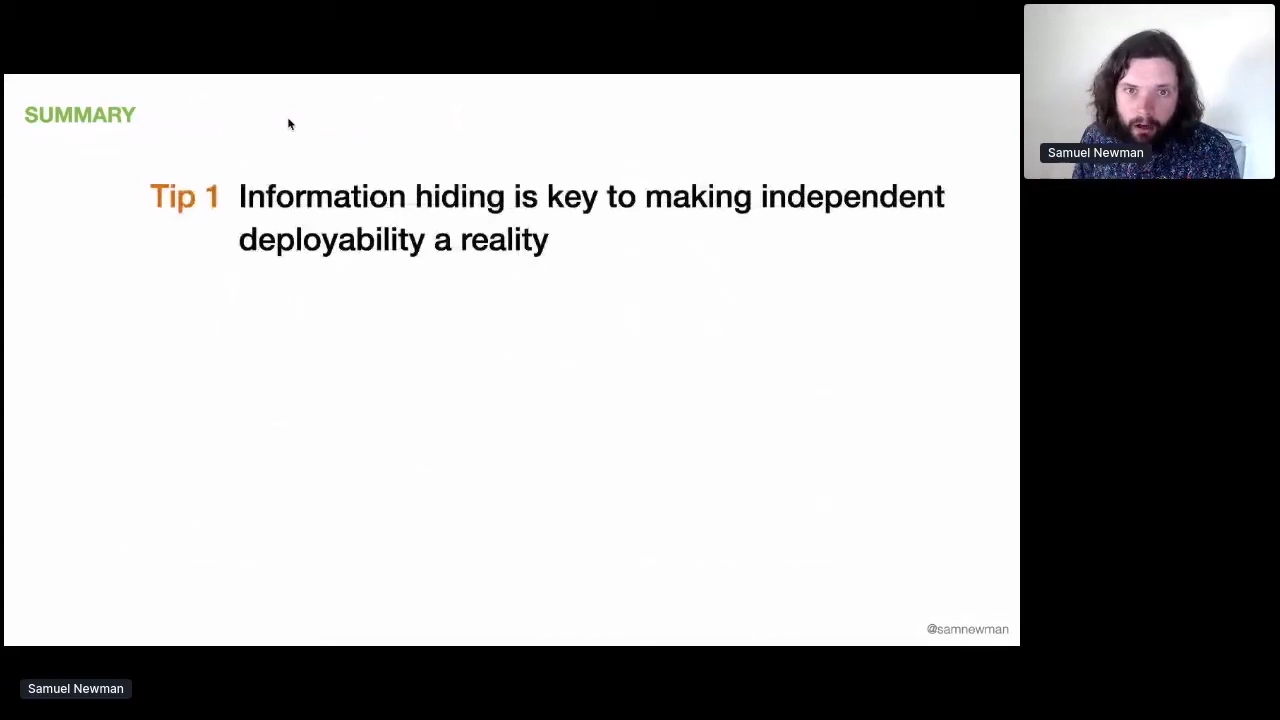 SUMMARY
Tip 1 Information hiding is key to making independent
deployability a reality
@samnewman
Samuel Newman
Samuel Newman